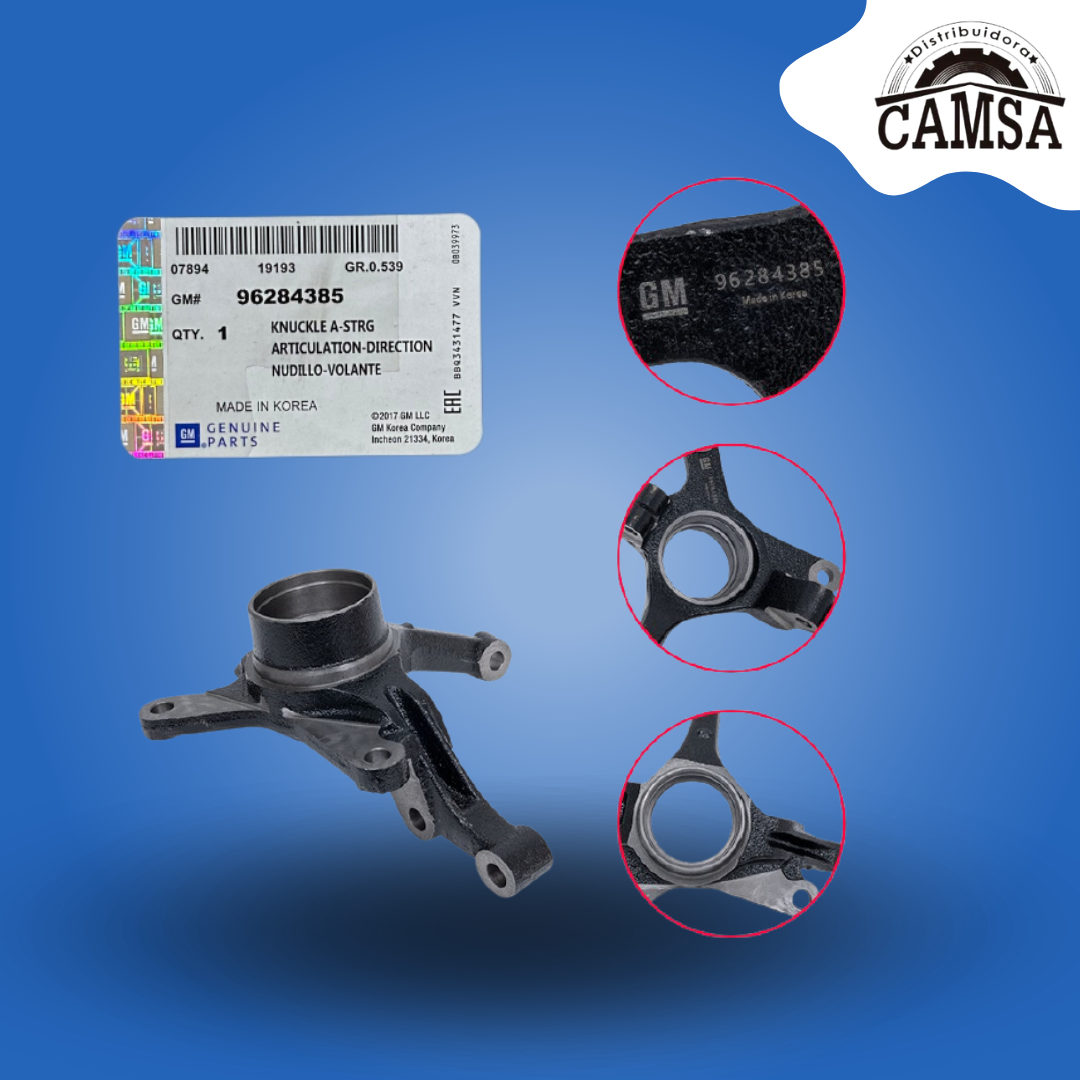 ★Distribuidora★
CAMSA
07894 19193 GR.0.539
GM# 96284385
QTY. 1 KNUCKLE A-STRG
ARTICULATION-DIRECTION
NUDILLO-VOLANTE
MADE IN KOREA
GM GENUINE
PARTS
©2017 GM LLC
GM Korea Company
Incheon 21334, Korea
EAC
BBQ3431477 VVN 08039973
GM 96284385
Made in Korea
GM